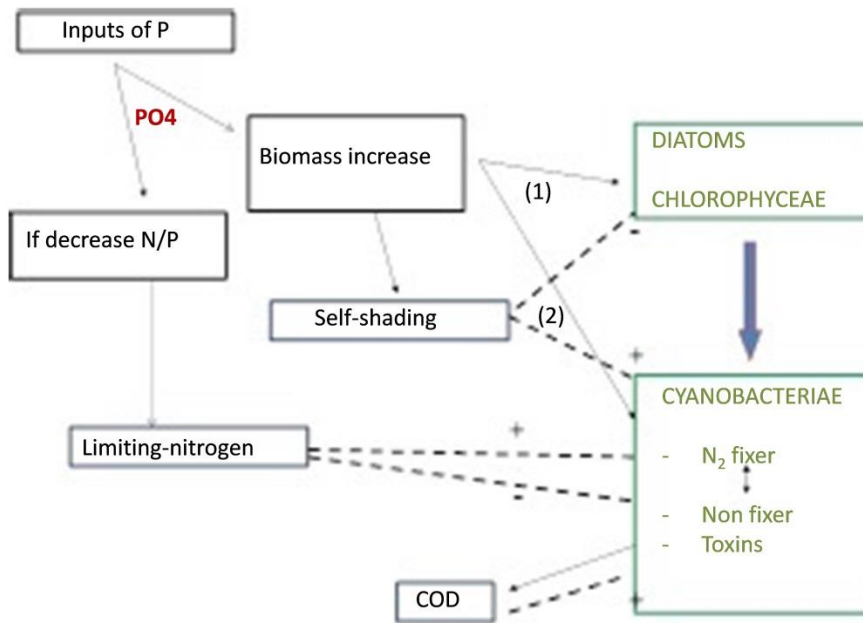 Inputs of P
PO4
Biomass increase
DIATOMS
(1)
CHLOROPHYCEAE
If decrease N/P
-
Self-shading
(2)
+
CYANOBACTERIAE
+
Limiting-nitrogen
- N₂ fixer
-
- Non fixer
- Toxins
COD
+